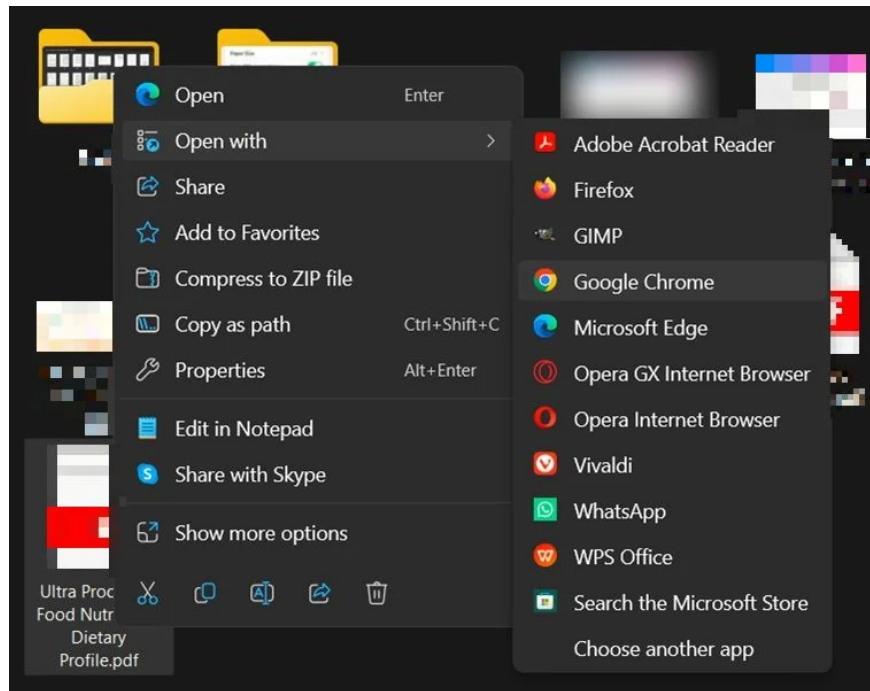 Open Enter
Open with
Share
Add to Favorites
Compress to ZIP file
Copy as path Ctrl+Shift+C
Properties Alt+Enter
Edit in Notepad
Share with Skype
Show more options
Adobe Acrobat Reader
Firefox
GIMP
Google Chrome
Microsoft Edge
Opera GX Internet Browser
Opera Internet Browser
Vivaldi
WhatsApp
WPS Office
Search the Microsoft Store
Choose another app
Ultra Proc
Food Nutr
Dietary
Profile.pdf